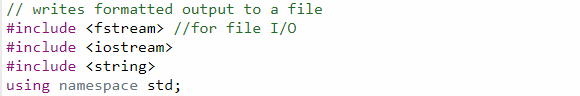 // writes formatted output to a file
#include <fstream> //for file I/O
#include <iostream>
#include <string>
using namespace std;